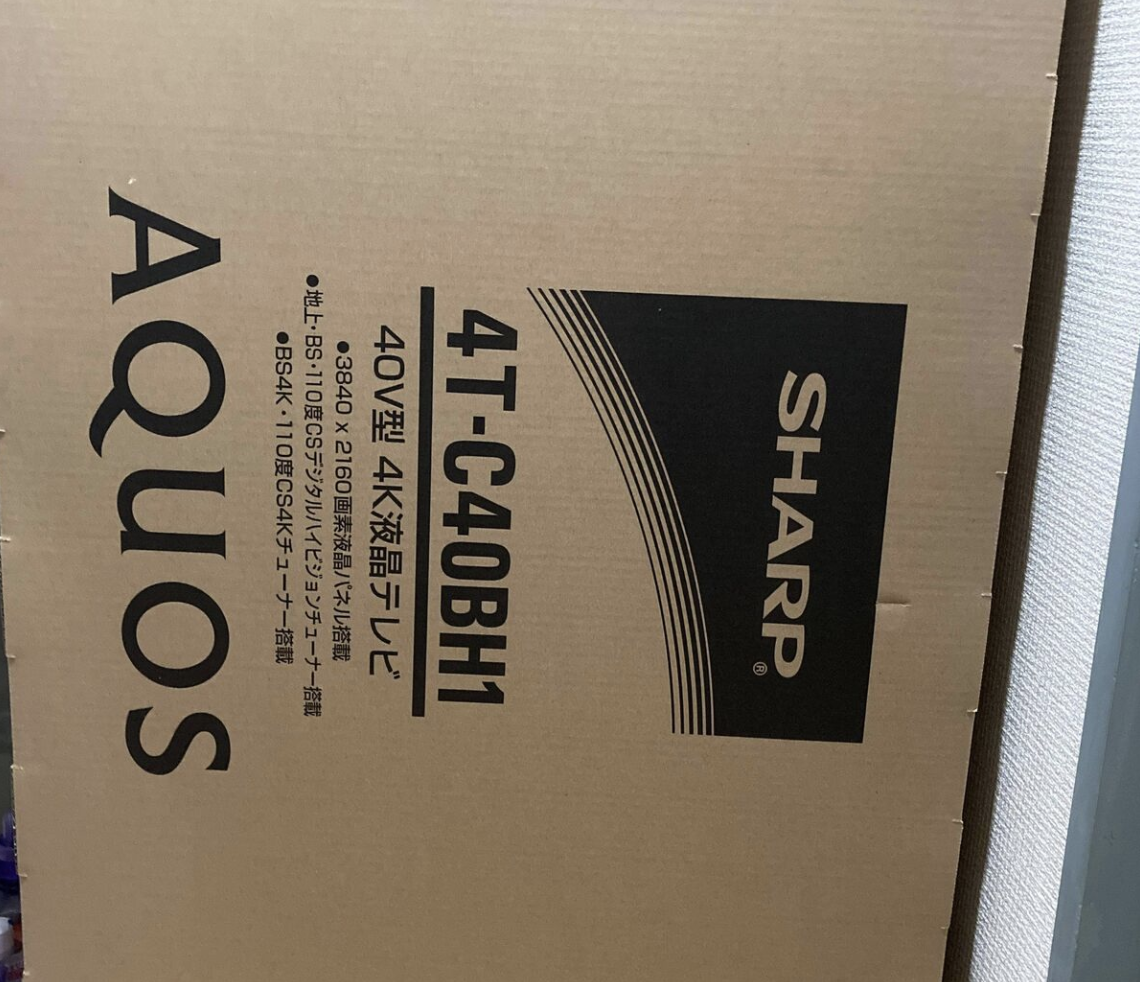 SHARP®
4T-C40BH1
40V型 4K液晶テレビ
●3840 x 2160画素液晶パネル搭載
●地上・BS・110度CSデジタルハイビジョンチューナー搭載
●BS4K・110度CS4Kチューナー搭載
AQUOS